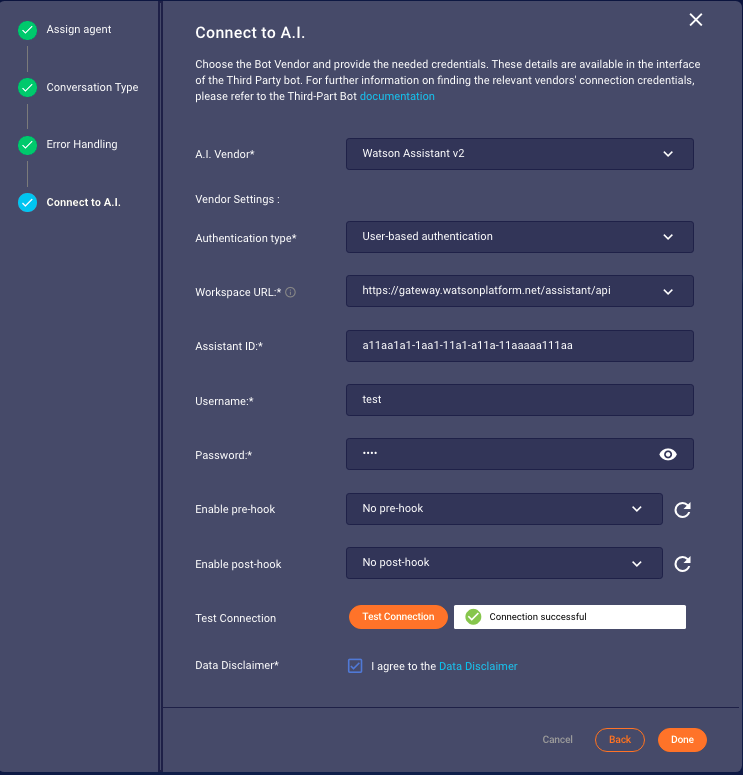 Assign agent
Conversation Type
Error Handling
Connect to A.I.
Connect to A.I.
Choose the Bot Vendor and provide the needed credentials. These details are available in the interface
of the Third Party bot. For further information on finding the relevant vendors' connection credentials,
please refer to the Third-Part Bot documentation
A.I. Vendor* Watson Assistant v2
Vendor Settings :
Authentication type* User-based authentication
Workspace URL:* https://gateway.watsonplatform.net/assistant/api
Assistant ID:* a11aa1a1-1aa1-11a1-a11a-11aaaaa111aa
Username:* test
Password:* ····
Enable pre-hook No pre-hook
Enable post-hook No post-hook
Test Connection Test Connection Connection successful
Data Disclaimer* I agree to the Data Disclaimer
Cancel Back Done